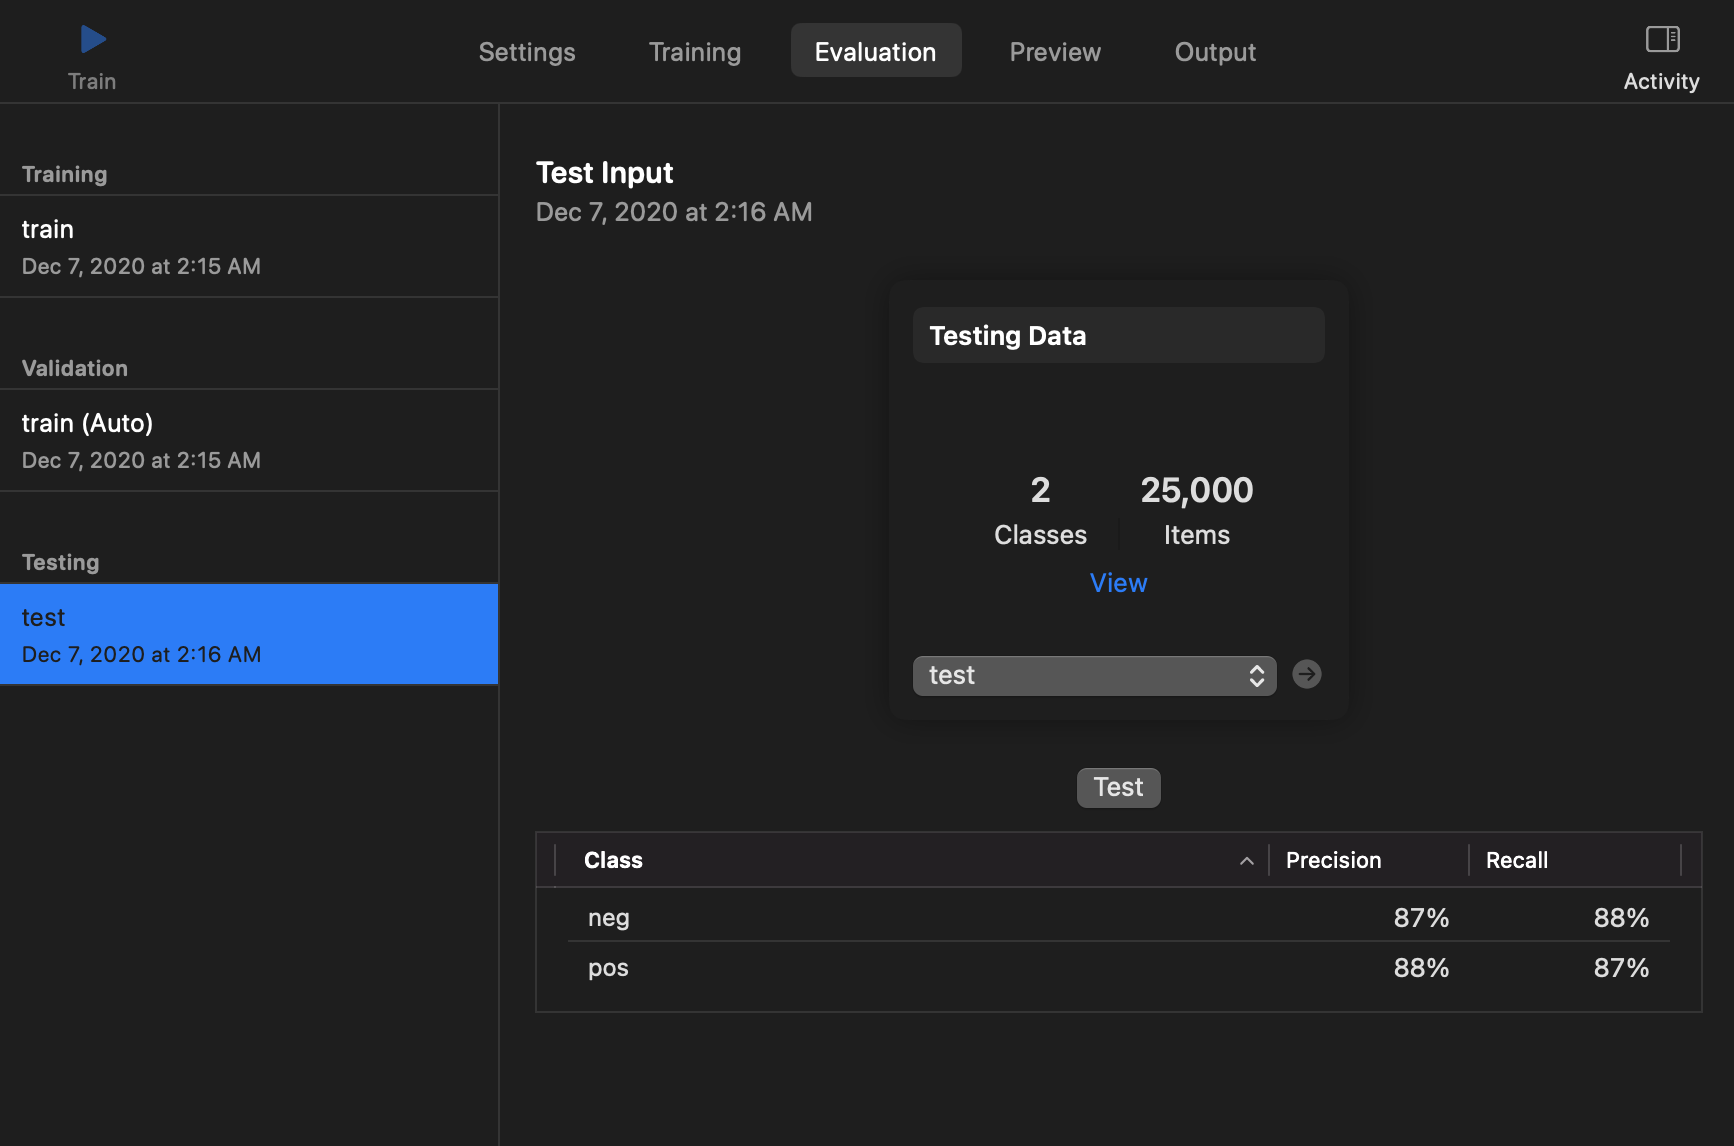 Train
Settings
Training
Evaluation
Preview
Output
Activity
Training
train
Dec 7, 2020 at 2:15 AM
Validation
train (Auto)
Dec 7, 2020 at 2:15 AM
Testing
test
Dec 7, 2020 at 2:16 AM
Test Input
Dec 7, 2020 at 2:16 AM
Testing Data
2 25,000
Classes Items
View
test
Test
Class Precision Recall
neg 87% 88%
pos 88% 87%